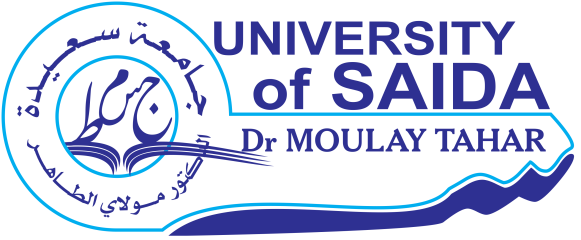 UNIVERSITY
of SAIDA
Dr MOULAY TAHAR
جامعة سعيدة
الدكتور مولاي الطاهر